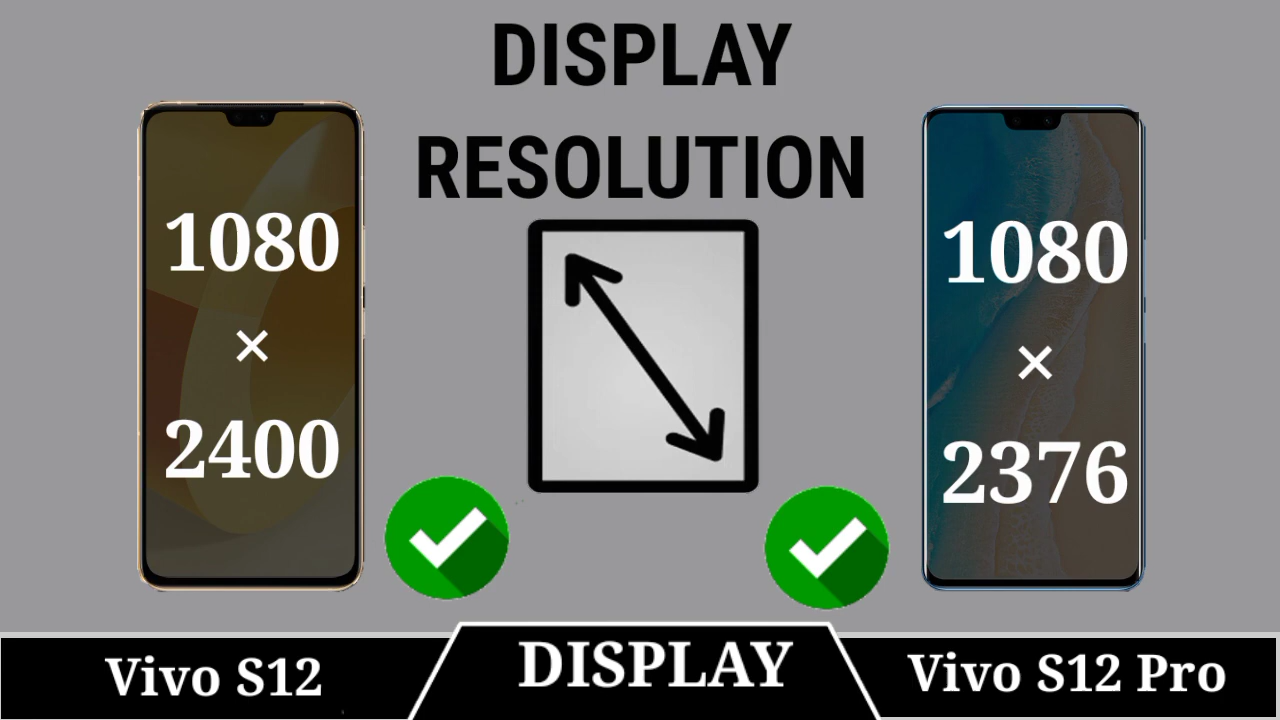 DISPLAY
RESOLUTION
1080
×
2400
1080
×
2376
Vivo S12
DISPLAY
Vivo S12 Pro